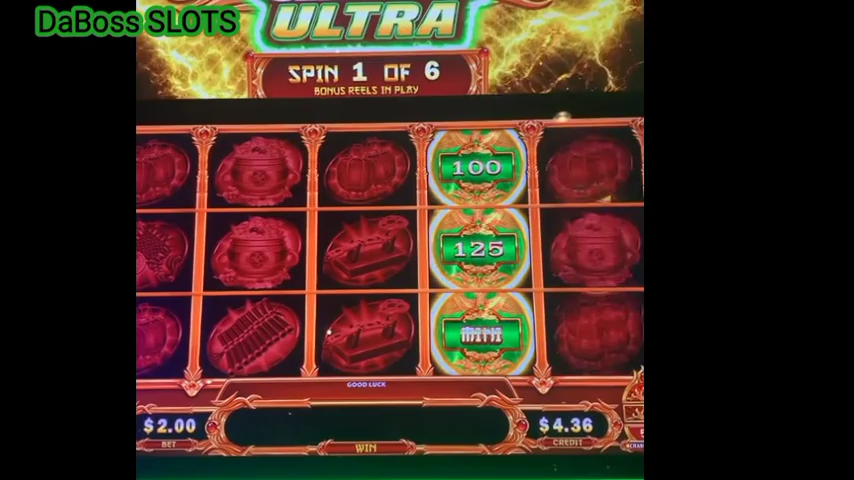 DaBoss SLOTS
ULTRA
SPIN 1 OF 6
BONUS REELS IN PLAY
100
125
MINI
GOOD LUCK
$2.00
BET
WIN
$4.36
CREDIT